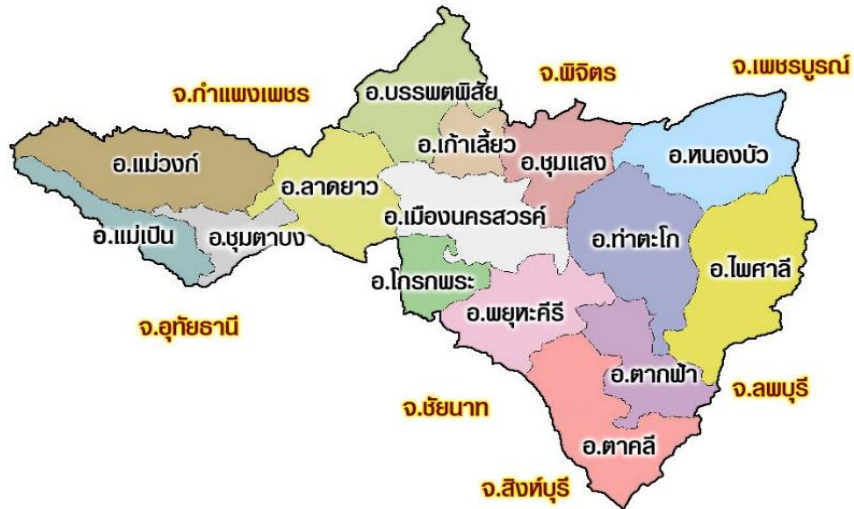 จ.กำแพงเพชร
จ.พิจิตร
จ.เพชรบูรณ์
อ.บรรพตพิสัย
อ.เก้าเลี้ยว
อ.ชุมแสง
อ.หนองบัว
อ.แม่วงก์
อ.ลาดยาว
อ.เมืองนครสวรรค์
อ.แม่เปิน
อ.ชุมตาบง
อ.ท่าตะโก
อ.ไพศาลี
อ.โกรกพระ
อ.พยุหะคีรี
จ.อุทัยธานี
อ.ตากฟ้า
จ.ลพบุรี
จ.ชัยนาท
อ.ตาคลี
จ.สิงห์บุรี